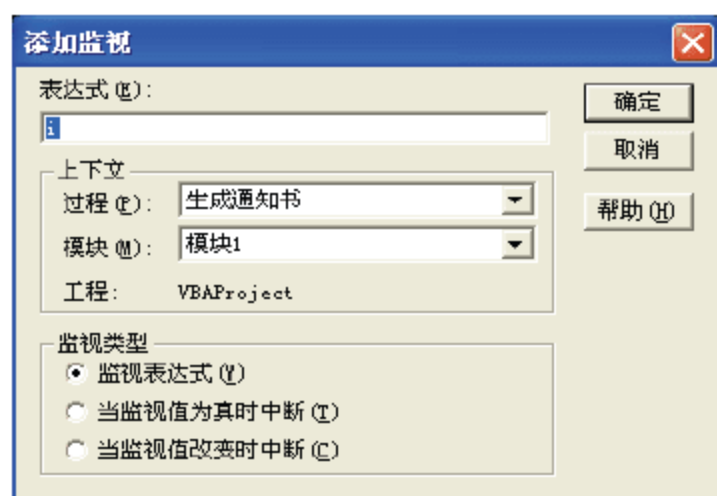 添加监视
表达式(E):
确定
i
取消
上下文
过程(P): 生成通知书
帮助(H)
模块(M): 模块1
工程: VBAProject
监视类型
监视表达式(Y)
当监视值为真时中断(T)
当监视值改变时中断(C)